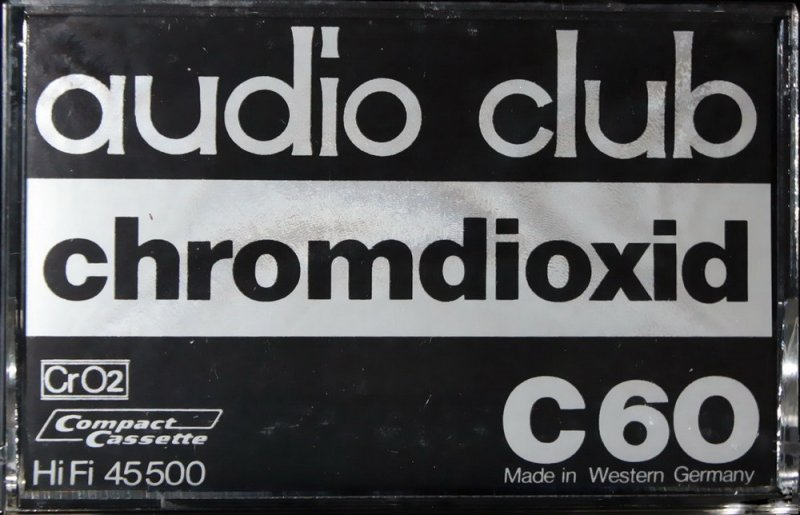 audio club
chromdioxid
CrO2
Compact
Cassette
HiFi 45500
C60
Made in Western Germany